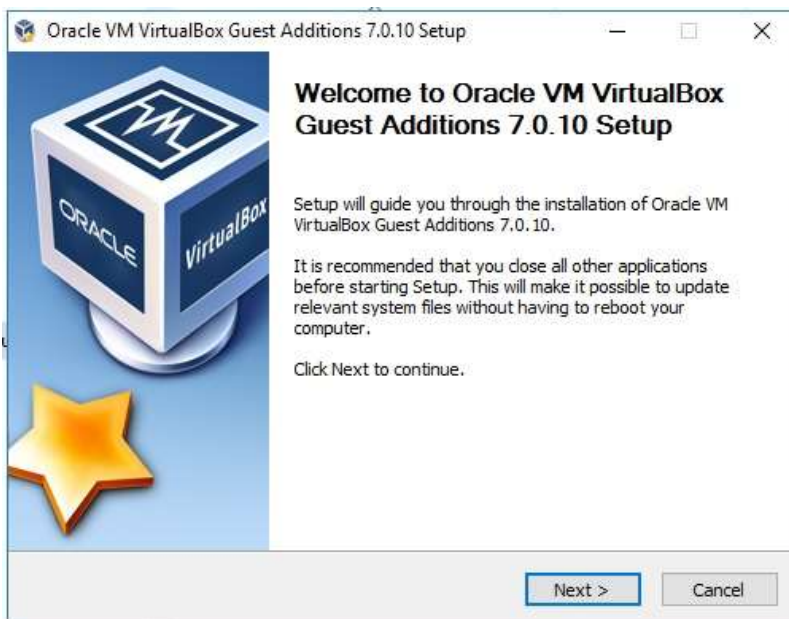 Oracle VM VirtualBox Guest Additions 7.0.10 Setup
Welcome to Oracle VM VirtualBox
Guest Additions 7.0.10 Setup
Setup will guide you through the installation of Oracle VM
VirtualBox Guest Additions 7.0.10.
It is recommended that you close all other applications
before starting Setup. This will make it possible to update
relevant system files without having to reboot your
computer.
Click Next to continue.
ORACLE
VirtualBox
Next >
Cancel